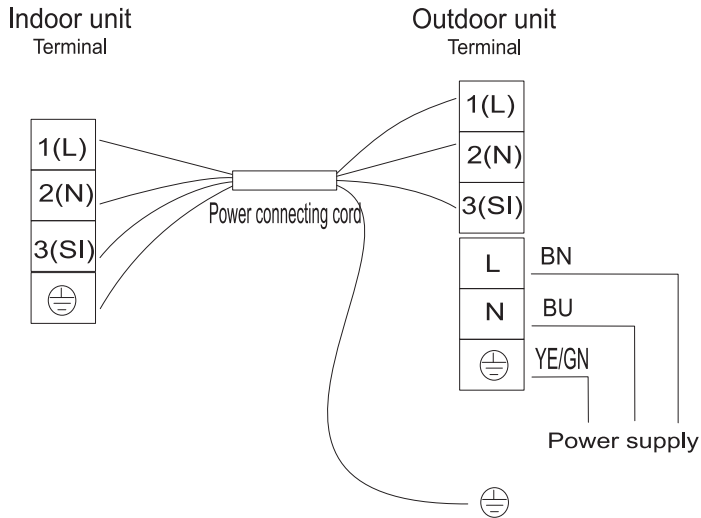 Indoor unit
Terminal
1(L)
2(N)
3(SI)
Power connecting cord
Outdoor unit
Terminal
1(L)
2(N)
3(SI)
L
BN
N
BU
YE/GN
Power supply